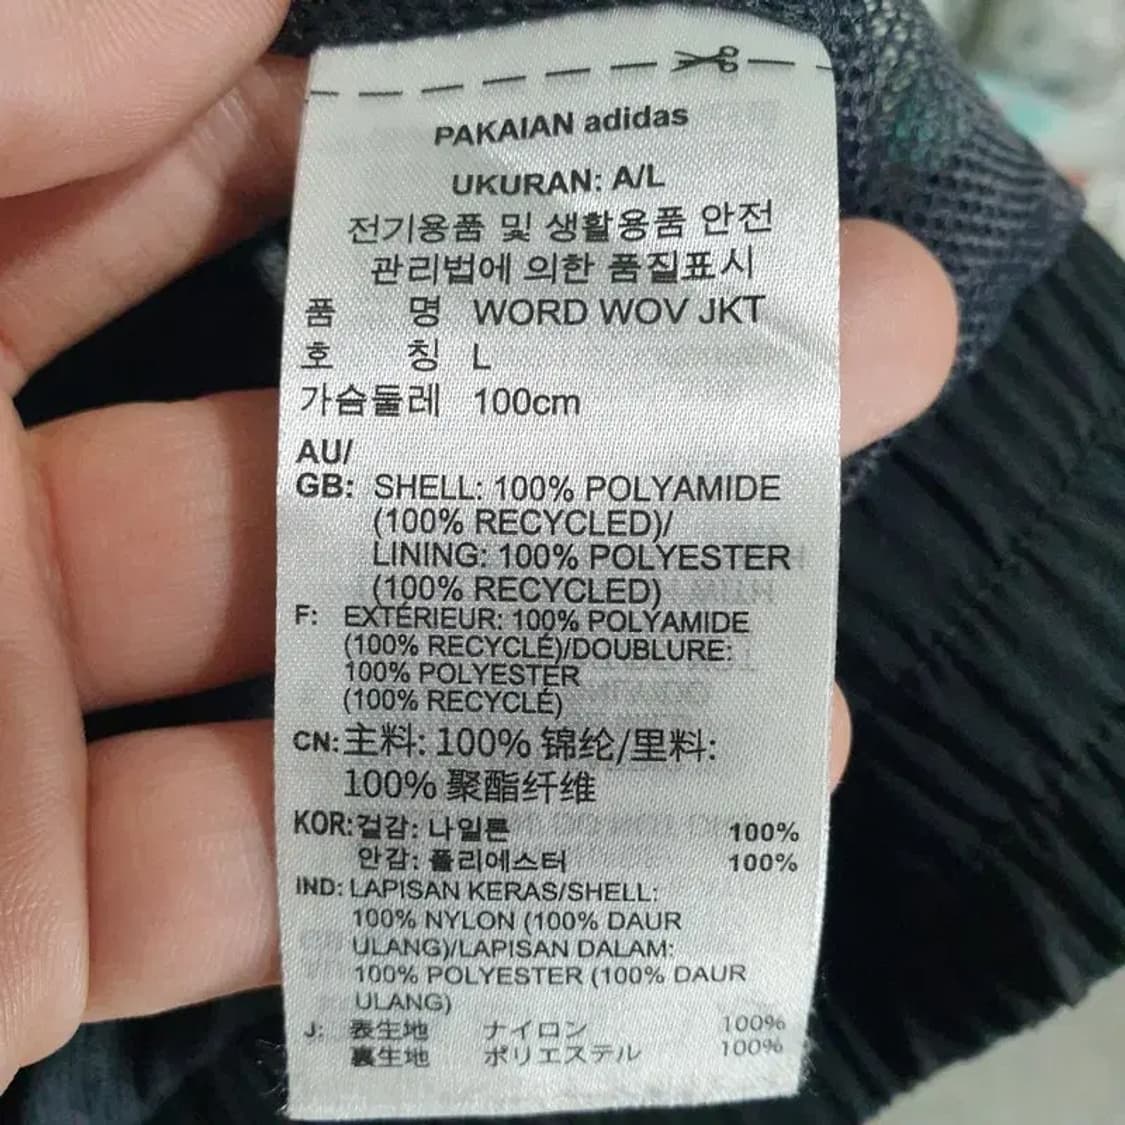 PAKAIAN adidas
UKURAN: A/L
전기용품 및 생활용품 안전
관리법에 의한 품질표시
품 명 WORD WOV JKT
호 칭 L
가슴둘레 100cm
AU/
GB: SHELL: 100% POLYAMIDE
(100% RECYCLED)/
LINING: 100% POLYESTER
(100% RECYCLED)
F: EXTÉRIEUR: 100% POLYAMIDE
(100% RECYCLÉ)/DOUBLURE:
100% POLYESTER
(100% RECYCLÉ)
CN: 主料: 100% 锦纶/里料:
100% 聚酯纤维
KOR: 겉감: 나일론 100%
안감: 폴리에스터 100%
IND: LAPISAN KERAS/SHELL:
100% NYLON (100% DAUR
ULANG)/LAPISAN DALAM:
100% POLYESTER (100% DAUR
ULANG)
J: 表生地 ナイロン 100%
裏生地 ポリエステル 100%